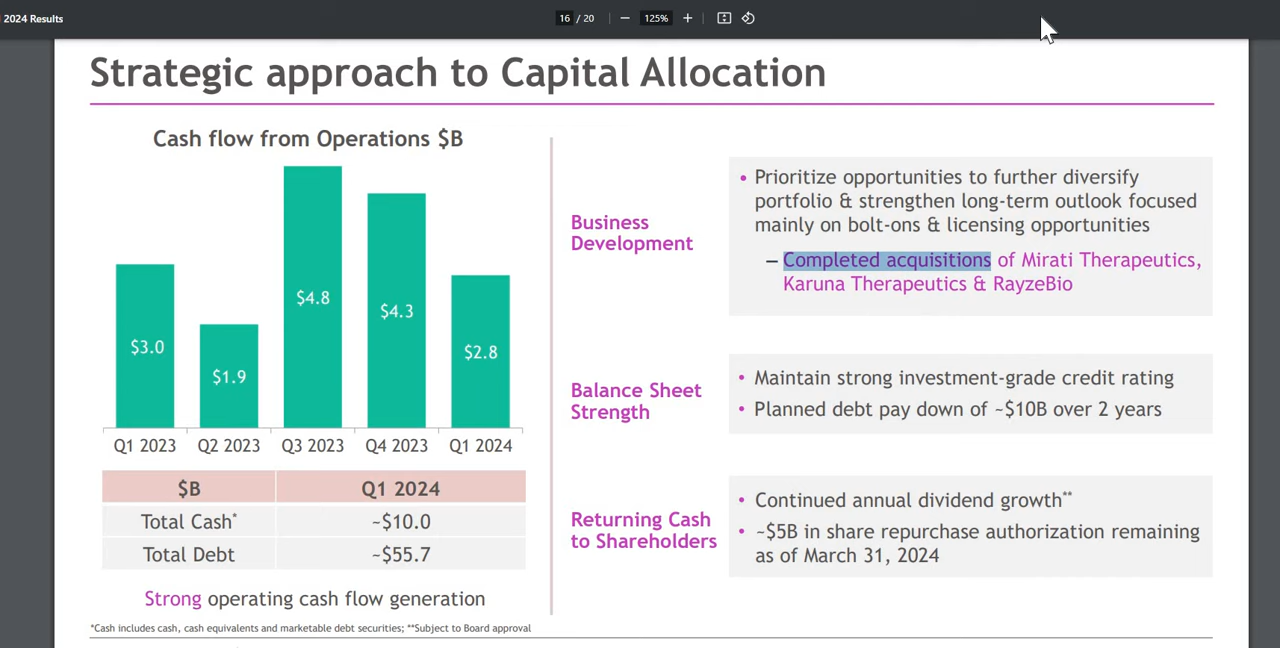 2024 Results
16 / 20
125%
Strategic approach to Capital Allocation
Cash flow from Operations $B
$3.0
$1.9
$4.8
$4.3
$2.8
Q1 2023
Q2 2023
Q3 2023
Q4 2023
Q1 2024
$B Q1 2024
Total Cash* ~$10.0
Total Debt ~$55.7
Strong operating cash flow generation
Business
Development
• Prioritize opportunities to further diversify
portfolio & strengthen long-term outlook focused
mainly on bolt-ons & licensing opportunities
– Completed acquisitions of Mirati Therapeutics,
Karuna Therapeutics & RayzeBio
Balance Sheet
Strength
• Maintain strong investment-grade credit rating
• Planned debt pay down of ~$10B over 2 years
Returning Cash
to Shareholders
• Continued annual dividend growth**
• ~$5B in share repurchase authorization remaining
as of March 31, 2024
*Cash includes cash, cash equivalents and marketable debt securities; **Subject to Board approval